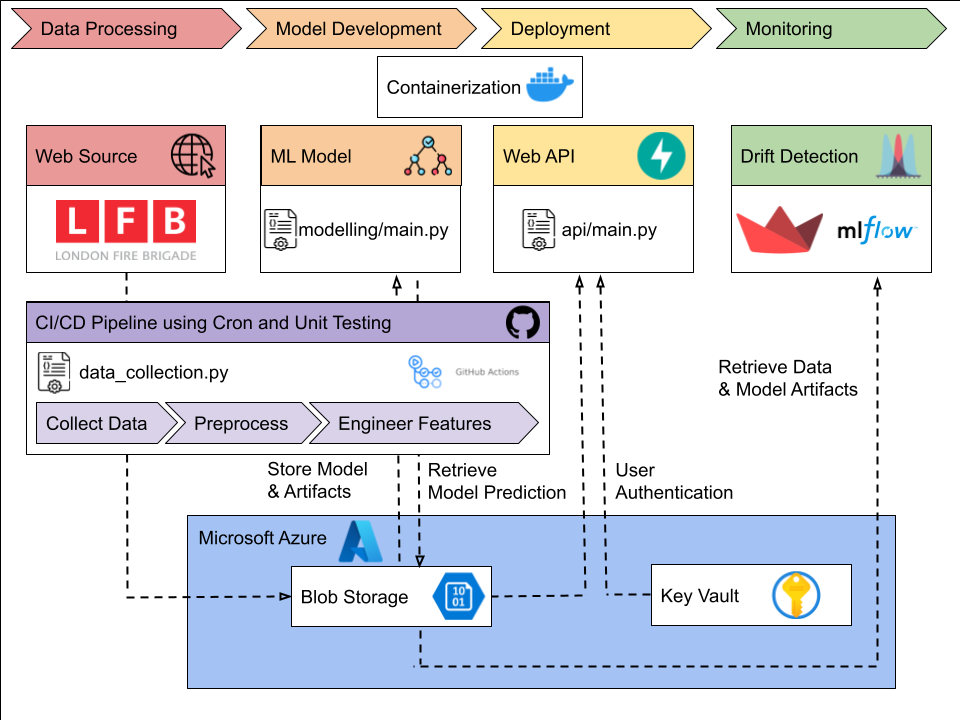 Data Processing
Model Development
Deployment
Monitoring
Containerization
Web Source
ML Model
Web API
Drift Detection
L F B
LONDON FIRE BRIGADE
{}
modelling/main.py
{}
api/main.py
mlflow
CI/CD Pipeline using Cron and Unit Testing
{}
data_collection.py
GitHub Actions
Collect Data
Preprocess
Engineer Features
Retrieve Data
& Model Artifacts
Store Model
& Artifacts
Retrieve
Model Prediction
User
Authentication
Microsoft Azure
Blob Storage
10
01
Key Vault